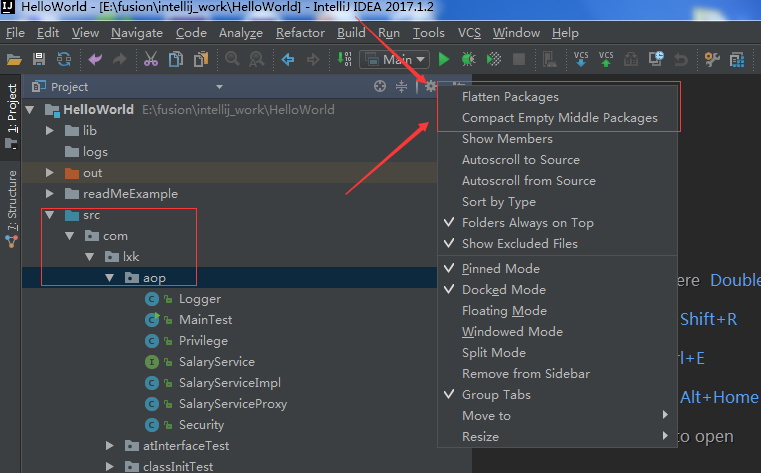 HelloWorld - [E:\fusion\intellij_work\HelloWorld] - IntelliJ IDEA 2017.1.2
File Edit View Navigate Code Analyze Refactor Build Run Tools VCS Window Help
Main VCS VCS
Project
1: Project
7: Structure
HelloWorld E:\fusion\intellij_work\HelloWorld
lib
logs
out
readMeExample
src
com
lxk
aop
Logger
MainTest
Privilege
SalaryService
SalaryServiceImpl
SalaryServiceProxy
Security
atInterfaceTest
classInitTest
Flatten Packages
Compact Empty Middle Packages
Show Members
Autoscroll to Source
Autoscroll from Source
Sort by Type
Folders Always on Top
Show Excluded Files
Pinned Mode
Docked Mode
Floating Mode
Windowed Mode
Split Mode
Remove from Sidebar
Group Tabs
Move to
Resize
ere Double
Shift+R
l+E
Alt+Home
to open